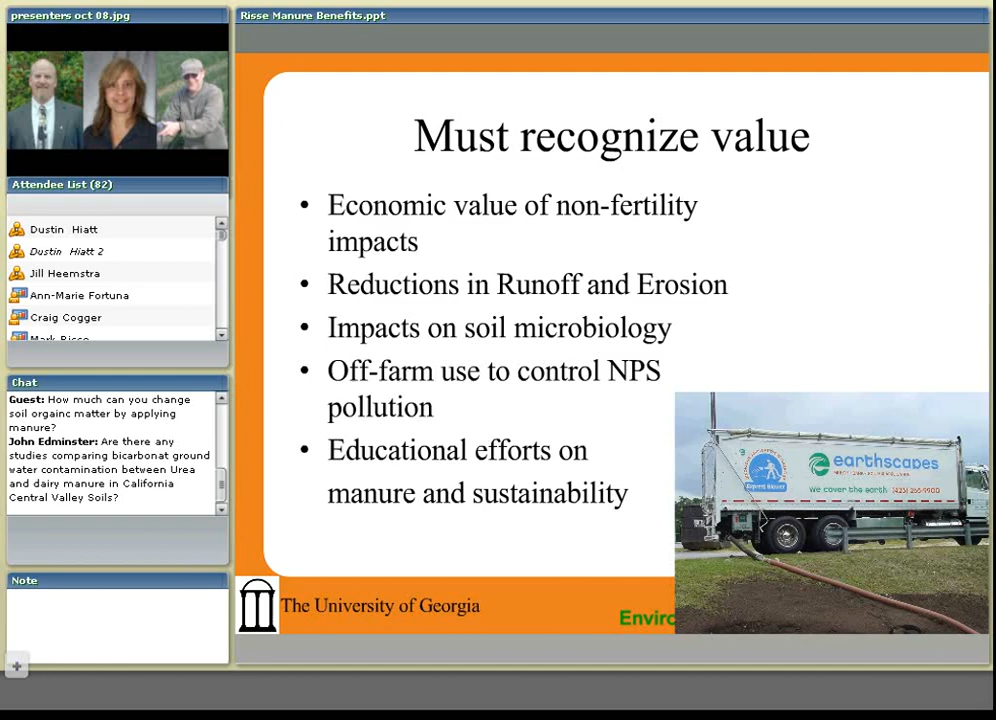 presenters oct 08.jpg
Attendee List (82)
Dustin Hiatt
Dustin Hiatt 2
Jill Heemstra
Ann-Marie Fortuna
Craig Cogger
Mark Risse
Chat
Guest: How much can you change
soil orgainc matter by applying
manure?
John Edminster: Are there any
studies comparing bicarbonat ground
water contamination between Urea
and dairy manure in California
Central Valley Soils?
Note
Risse Manure Benefits.ppt
Must recognize value
• Economic value of non-fertility
impacts
• Reductions in Runoff and Erosion
• Impacts on soil microbiology
• Off-farm use to control NPS
pollution
• Educational efforts on
manure and sustainability
earthscapes
We cover the earth
Express Blower
The University of Georgia
Enviro